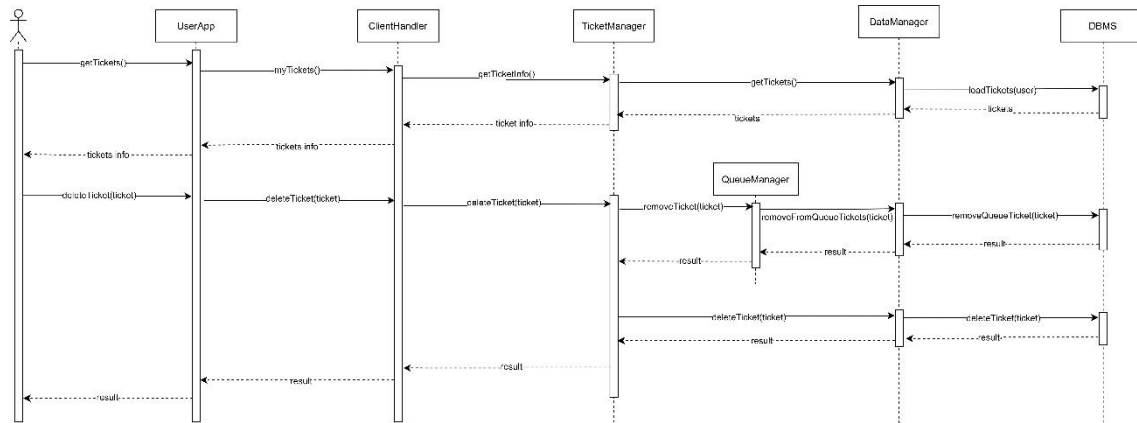 UserApp
ClientHandler
TicketManager
DataManager
DBMS
getTickets()
myTickets()
getTicketInfo()
getTickets()
loadTickets(user)
tickets
tickets
ticket info
tickets info
tickets info
QueueManager
deleteTicket(ticket)
deleteTicket(ticket)
deleteTicket(ticket)
removeTicket(ticket)
removeFromQueueTickets(ticket)
removeQueueTicket(ticket)
result
result
result
deleteTicket(ticket)
deleteTicket(ticket)
result
result
result
result
result